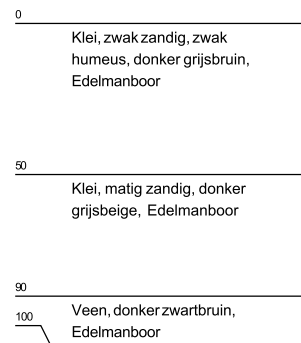 0
Klei, zwak zandig, zwak
humeus, donker grijsbruin,
Edelmanboor
50
Klei, matig zandig, donker
grijsbeige, Edelmanboor
90
Veen, donker zwartbruin,
100
Edelmanboor